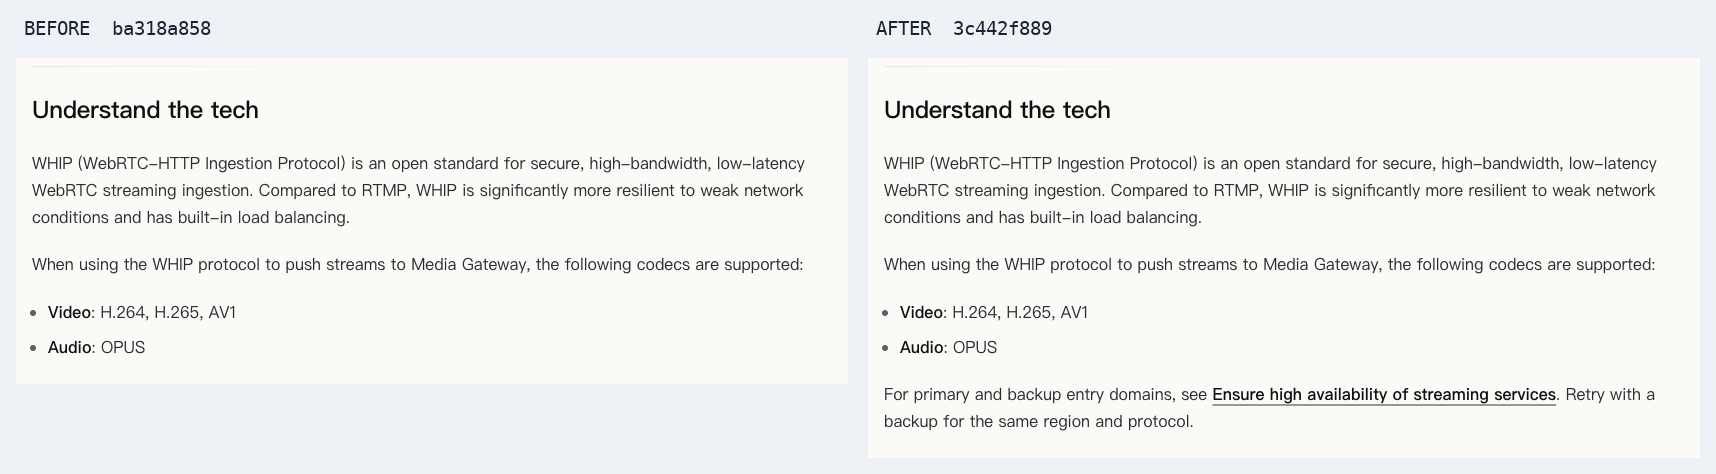 BEFORE ba318a858
Understand the tech
WHIP (WebRTC-HTTP Ingestion Protocol) is an open standard for secure, high-bandwidth, low-latency
WebRTC streaming ingestion. Compared to RTMP, WHIP is significantly more resilient to weak network
conditions and has built-in load balancing.
When using the WHIP protocol to push streams to Media Gateway, the following codecs are supported:
• Video: H.264, H.265, AV1
• Audio: OPUS
AFTER 3c442f889
Understand the tech
WHIP (WebRTC-HTTP Ingestion Protocol) is an open standard for secure, high-bandwidth, low-latency
WebRTC streaming ingestion. Compared to RTMP, WHIP is significantly more resilient to weak network
conditions and has built-in load balancing.
When using the WHIP protocol to push streams to Media Gateway, the following codecs are supported:
• Video: H.264, H.265, AV1
• Audio: OPUS
For primary and backup entry domains, see Ensure high availability of streaming services. Retry with a
backup for the same region and protocol.